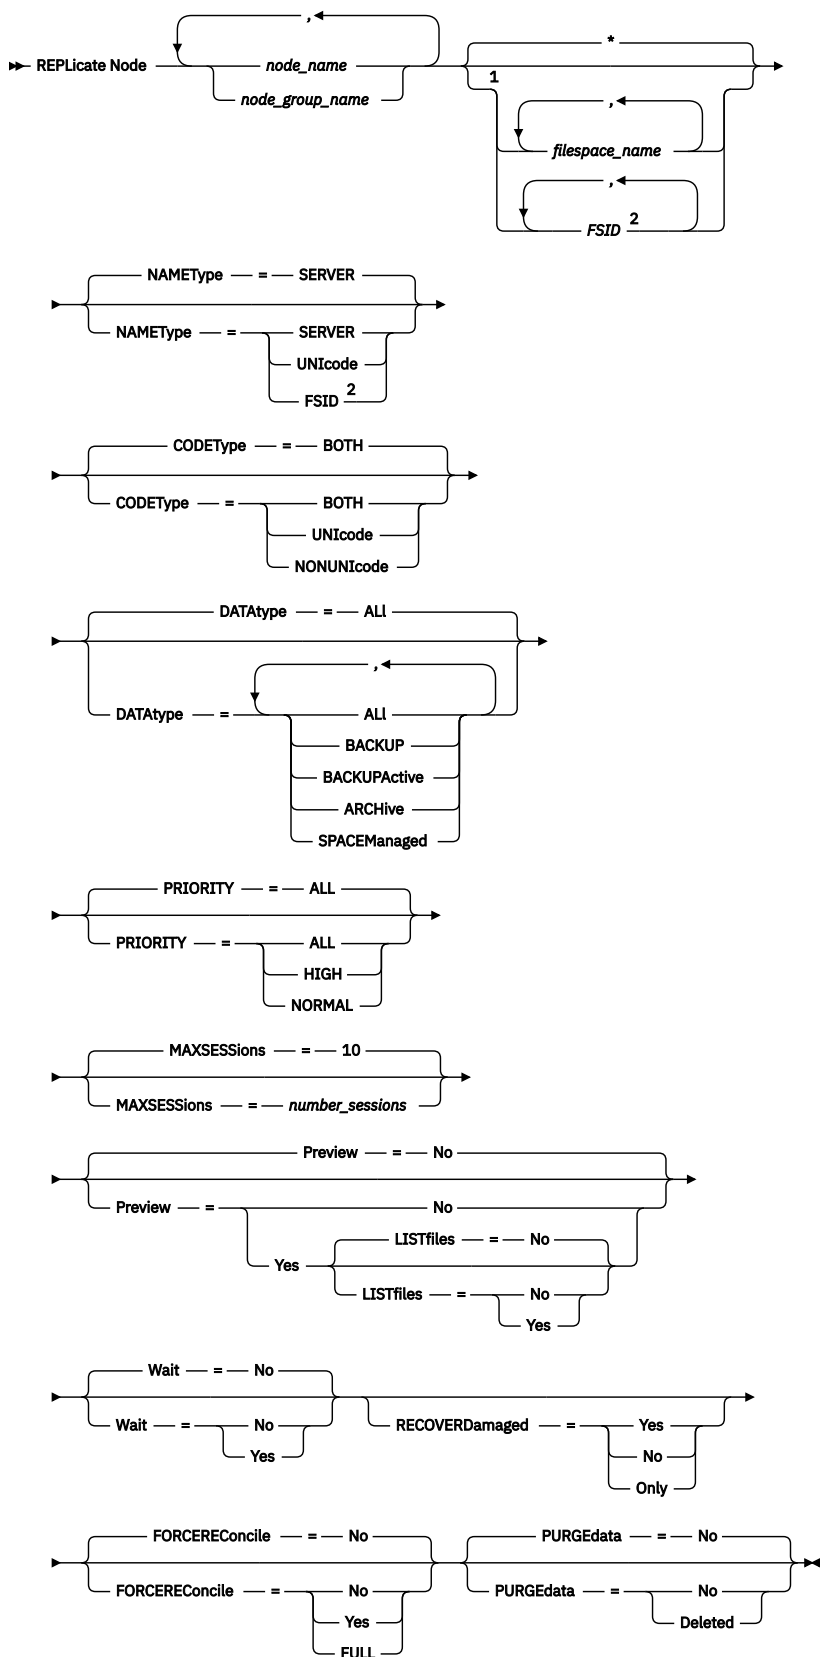 ,
*
REPLicate Node node_name
1
node_group_name
,
filespace_name
,
FSID 2
NAMEType = SERVER
NAMEType = SERVER
UNIcode
FSID 2
CODEType = BOTH
CODEType = BOTH
UNIcode
NONUNIcode
DATAtype = ALl
,
DATAtype = ALl
BACKUP
BACKUPActive
ARCHive
SPACEManaged
PRIORITY = ALL
PRIORITY = ALL
HIGH
NORMAL
MAXSESSions = 10
MAXSESSions = number_sessions
Preview = No
Preview = No
LISTfiles = No
Yes
LISTfiles = No
Yes
Wait = No
Wait = No RECOVERDamaged = Yes
Yes No
Only
FORCEREConcile = No PURGEdata = No
FORCEREConcile = No PURGEdata = No
Yes Deleted
FULL